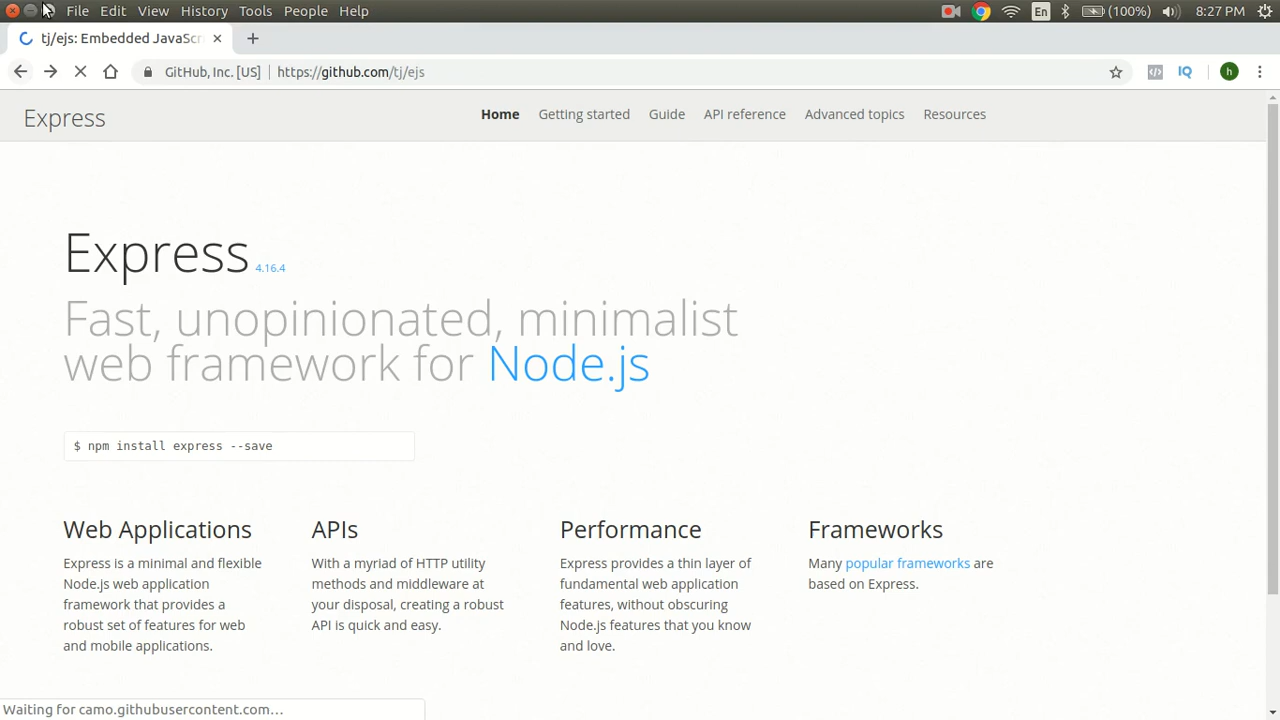 File Edit View History Tools People Help
En (100%) 8:27 PM
tj/ejs: Embedded JavaScr
GitHub, Inc. [US] https://github.com/tj/ejs
IQ h
Express
Home Getting started Guide API reference Advanced topics Resources
Express 4.16.4
Fast, unopinionated, minimalist
web framework for Node.js
$ npm install express --save
Web Applications
Express is a minimal and flexible
Node.js web application
framework that provides a
robust set of features for web
and mobile applications.
APIs
With a myriad of HTTP utility
methods and middleware at
your disposal, creating a robust
API is quick and easy.
Performance
Express provides a thin layer of
fundamental web application
features, without obscuring
Node.js features that you know
and love.
Frameworks
Many popular frameworks are
based on Express.
Waiting for camo.githubusercontent.com...